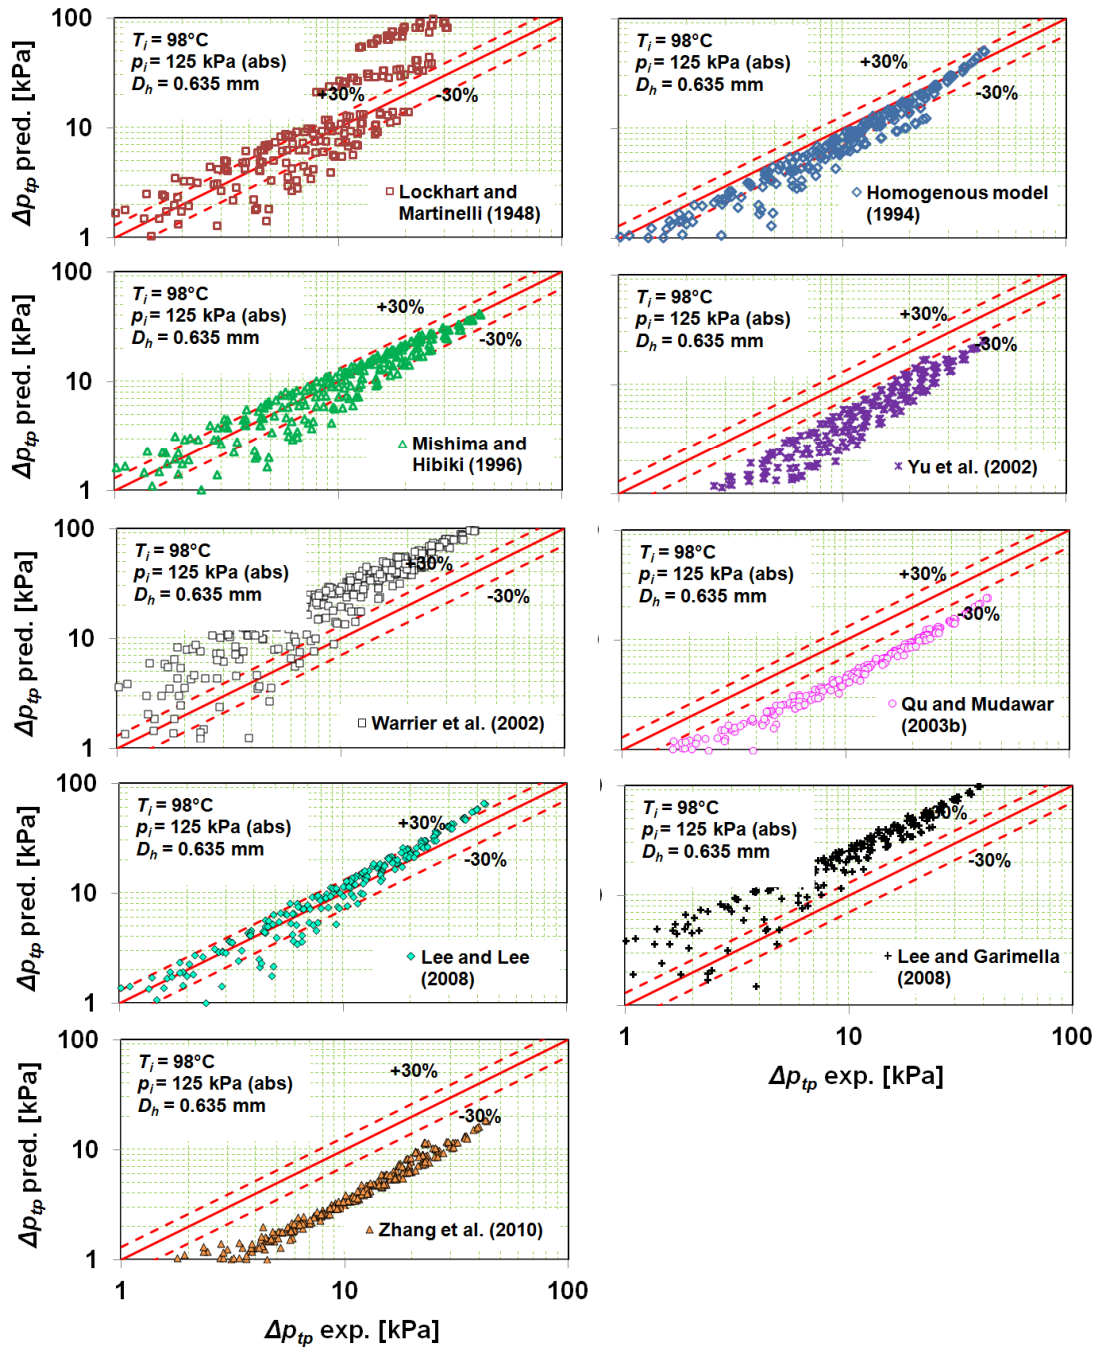 100
Δp_tp pred. [kPa]
10
1
T_i = 98°C
p_i = 125 kPa (abs)
D_h = 0.635 mm
+30%
-30%
Lockhart and
Martinelli (1948)
T_i = 98°C
p_i = 125 kPa (abs)
D_h = 0.635 mm
+30%
-30%
Homogenous model
(1994)
100
Δp_tp pred. [kPa]
10
1
T_i = 98°C
p_i = 125 kPa (abs)
D_h = 0.635 mm
+30%
-30%
Mishima and
Hibiki (1996)
T_i = 98°C
p_i = 125 kPa (abs)
D_h = 0.635 mm
+30%
-30%
Yu et al. (2002)
100
Δp_tp pred. [kPa]
10
1
T_i = 98°C
p_i = 125 kPa (abs)
D_h = 0.635 mm
+30%
-30%
Warrier et al. (2002)
T_i = 98°C
p_i = 125 kPa (abs)
D_h = 0.635 mm
+30%
-30%
Qu and Mudawar
(2003b)
100
Δp_tp pred. [kPa]
10
1
T_i = 98°C
p_i = 125 kPa (abs)
D_h = 0.635 mm
+30%
-30%
Lee and Lee
(2008)
T_i = 98°C
p_i = 125 kPa (abs)
D_h = 0.635 mm
+30%
-30%
Lee and Garimella
(2008)
1
10
100
Δp_tp exp. [kPa]
100
Δp_tp pred. [kPa]
10
1
T_i = 98°C
p_i = 125 kPa (abs)
D_h = 0.635 mm
+30%
-30%
Zhang et al. (2010)
1
10
100
Δp_tp exp. [kPa]